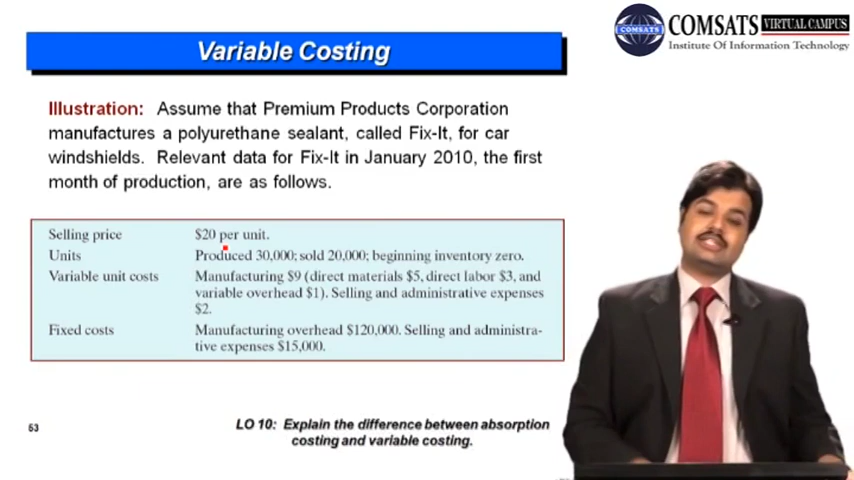 COMSATS VIRTUAL CAMPUS
Institute Of Information Technology
COMSATS
Variable Costing
Illustration: Assume that Premium Products Corporation
manufactures a polyurethane sealant, called Fix-It, for car
windshields. Relevant data for Fix-It in January 2010, the first
month of production, are as follows.
Selling price $20 per unit.
Units Produced 30,000; sold 20,000; beginning inventory zero.
Variable unit costs Manufacturing $9 (direct materials $5, direct labor $3, and
variable overhead $1). Selling and administrative expenses
$2.
Fixed costs Manufacturing overhead $120,000. Selling and administra-
tive expenses $15,000.
53
LO 10: Explain the difference between absorption
costing and variable costing.